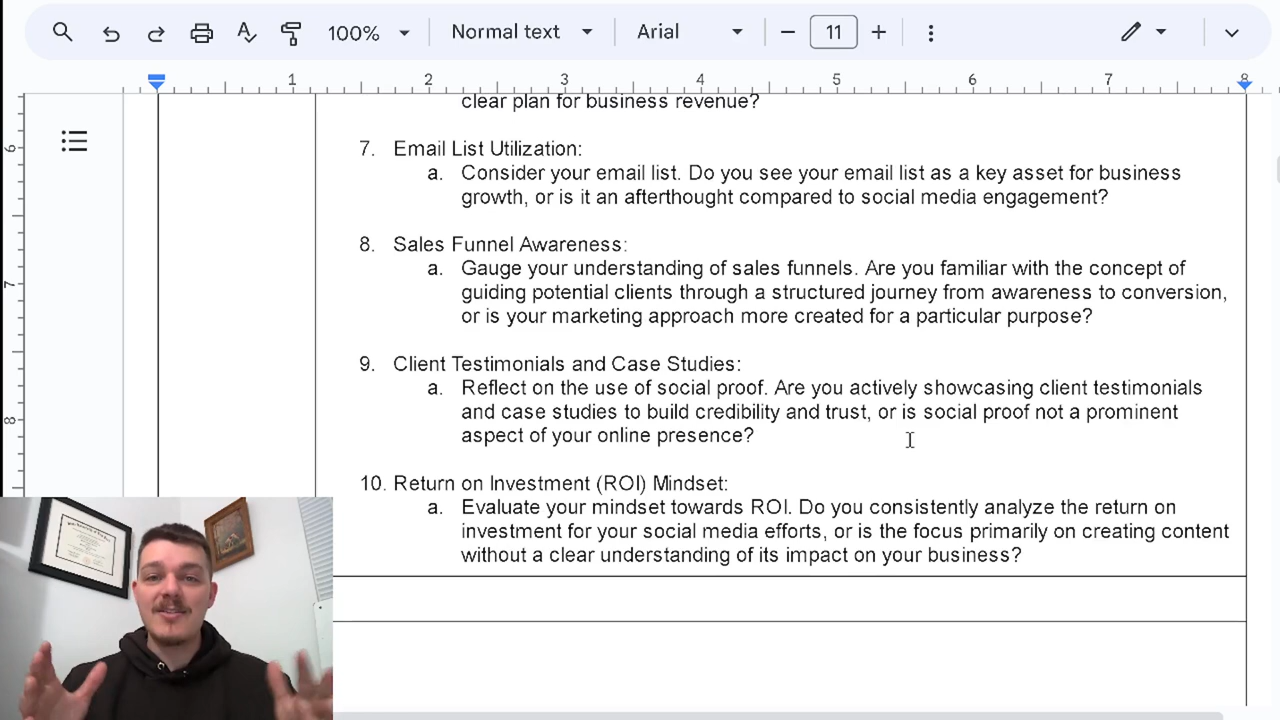 100% Normal text Arial 11
1 2 3 4 5 6 7 8
6
7
8
clear plan for business revenue?
7. Email List Utilization:
a. Consider your email list. Do you see your email list as a key asset for business
growth, or is it an afterthought compared to social media engagement?
8. Sales Funnel Awareness:
a. Gauge your understanding of sales funnels. Are you familiar with the concept of
guiding potential clients through a structured journey from awareness to conversion,
or is your marketing approach more created for a particular purpose?
9. Client Testimonials and Case Studies:
a. Reflect on the use of social proof. Are you actively showcasing client testimonials
and case studies to build credibility and trust, or is social proof not a prominent
aspect of your online presence?
10. Return on Investment (ROI) Mindset:
a. Evaluate your mindset towards ROI. Do you consistently analyze the return on
investment for your social media efforts, or is the focus primarily on creating content
without a clear understanding of its impact on your business?